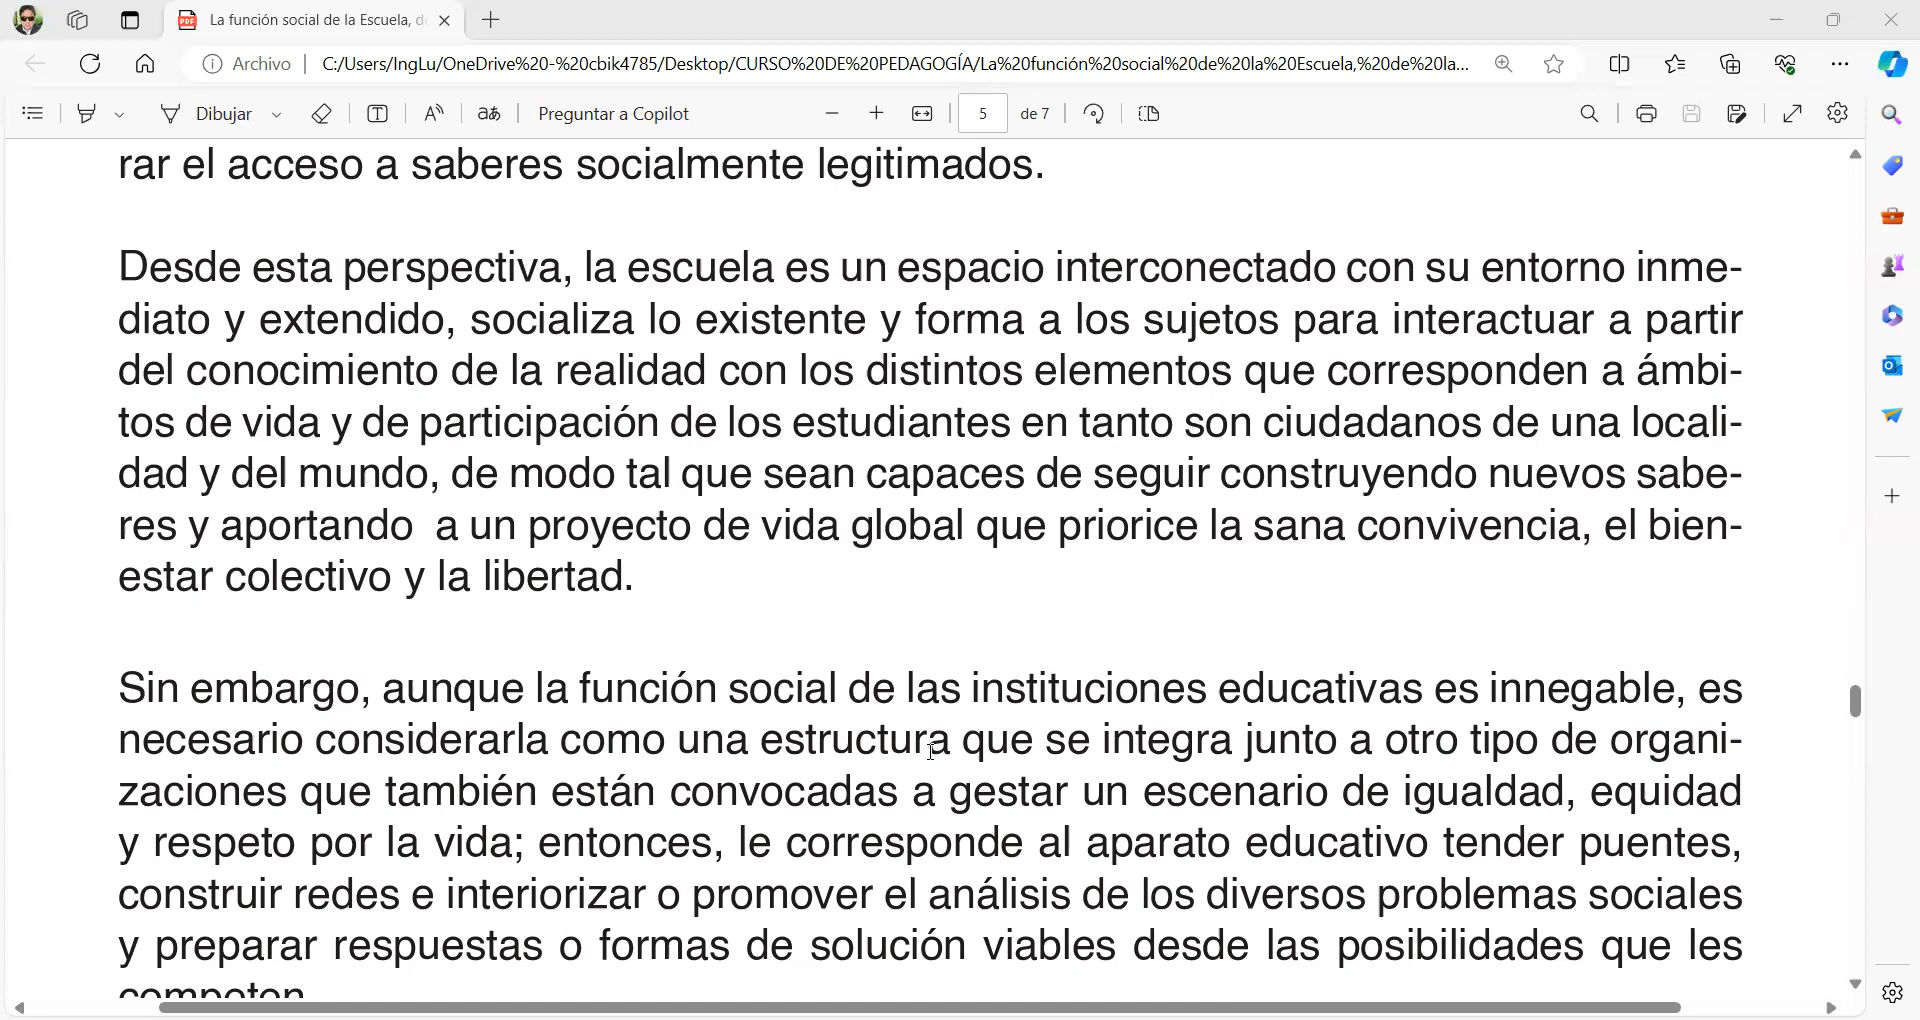 La función social de la Escuela, d
Archivo
C:/Users/IngLu/OneDrive%20-%20cbik4785/Desktop/CURSO%20DE%20PEDAGOGÍA/La%20función%20social%20de%20la%20Escuela,%20de%20la...
Dibujar
Preguntar a Copilot
5
de 7
rar el acceso a saberes socialmente legitimados.
Desde esta perspectiva, la escuela es un espacio interconectado con su entorno inme-
diato y extendido, socializa lo existente y forma a los sujetos para interactuar a partir
del conocimiento de la realidad con los distintos elementos que corresponden a ámbi-
tos de vida y de participación de los estudiantes en tanto son ciudadanos de una locali-
dad y del mundo, de modo tal que sean capaces de seguir construyendo nuevos sabe-
res y aportando  a un proyecto de vida global que priorice la sana convivencia, el bien-
estar colectivo y la libertad.
Sin embargo, aunque la función social de las instituciones educativas es innegable, es
necesario considerarla como una estructura que se integra junto a otro tipo de organi-
zaciones que también están convocadas a gestar un escenario de igualdad, equidad
y respeto por la vida; entonces, le corresponde al aparato educativo tender puentes,
construir redes e interiorizar o promover el análisis de los diversos problemas sociales
y preparar respuestas o formas de solución viables desde las posibilidades que les
competen